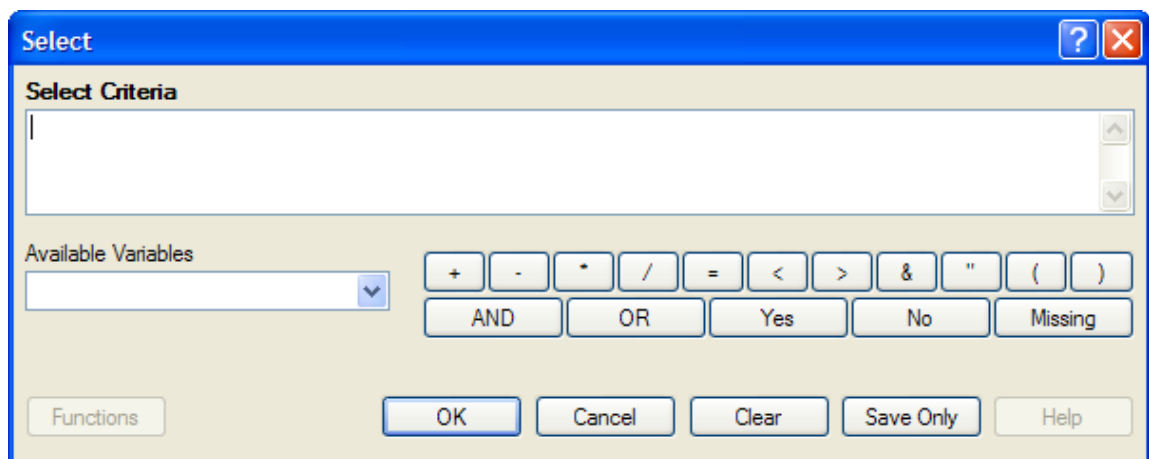 Select ?
Select Criteria
Available Variables
+ - * / = < > & " ( )
AND OR Yes No Missing
Functions OK Cancel Clear Save Only Help